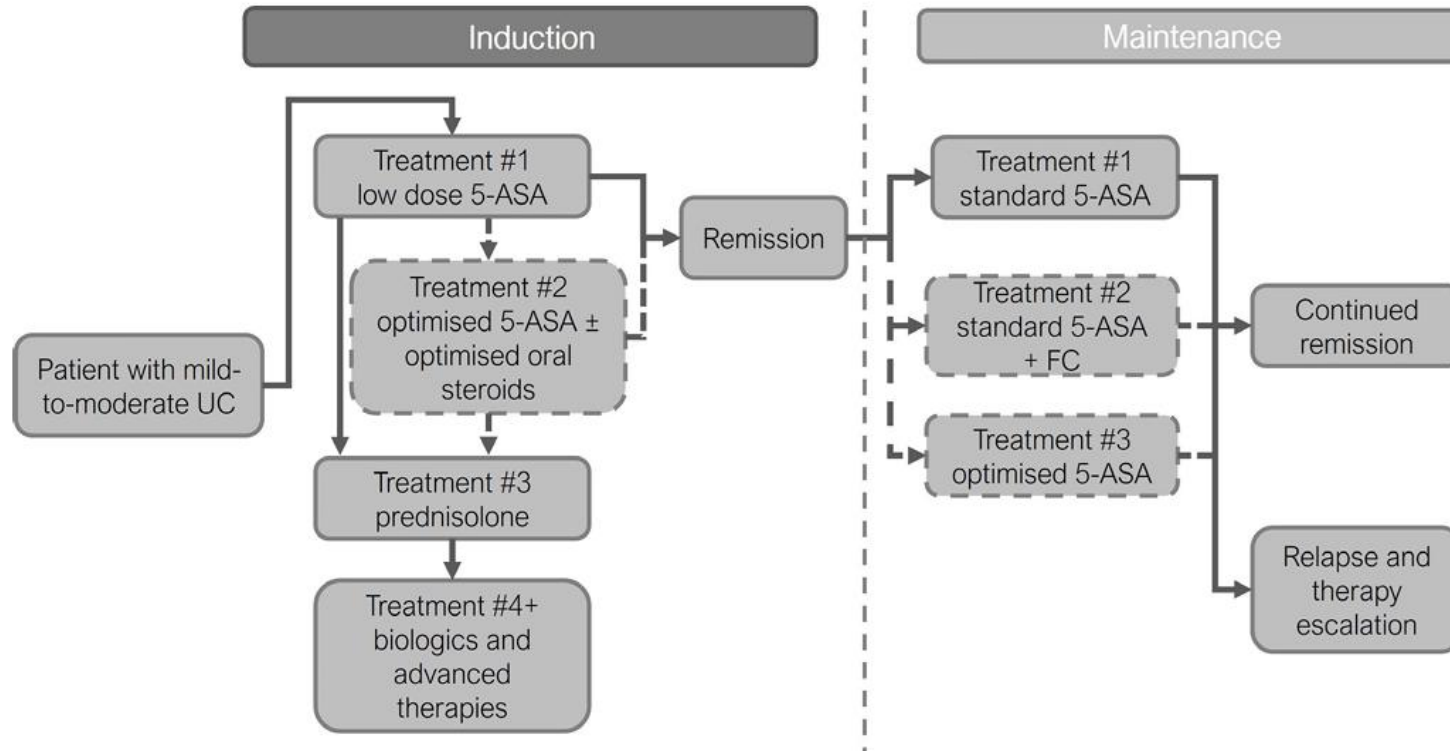 Induction
Maintenance
Treatment #1
low dose 5-ASA
Treatment #2
optimised 5-ASA ±
optimised oral
steroids
Patient with mild-
to-moderate UC
Treatment #3
prednisolone
Treatment #4+
biologics and
advanced
therapies
Remission
Treatment #1
standard 5-ASA
Treatment #2
standard 5-ASA
+ FC
Treatment #3
optimised 5-ASA
Continued
remission
Relapse and
therapy
escalation